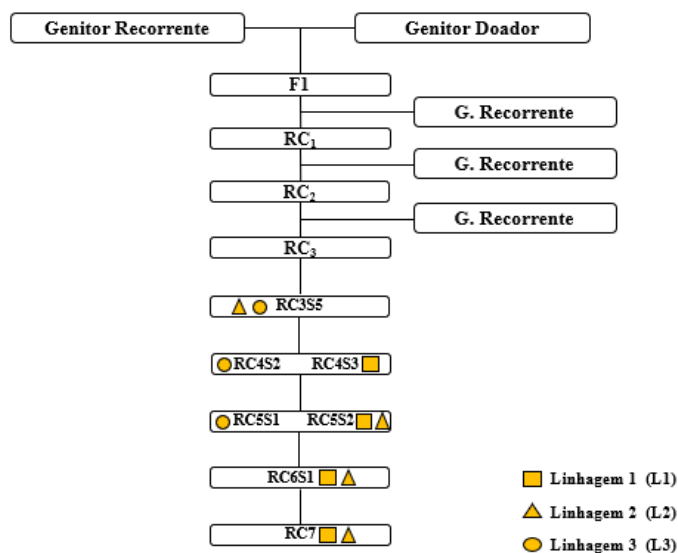 Genitor Recorrente
Genitor Doador
F1
G. Recorrente
RC₁
G. Recorrente
RC₂
G. Recorrente
RC₃
RC3S5
RC4S2 RC4S3
RC5S1 RC5S2
RC6S1
RC7
Linhagem 1 (L1)
Linhagem 2 (L2)
Linhagem 3 (L3)